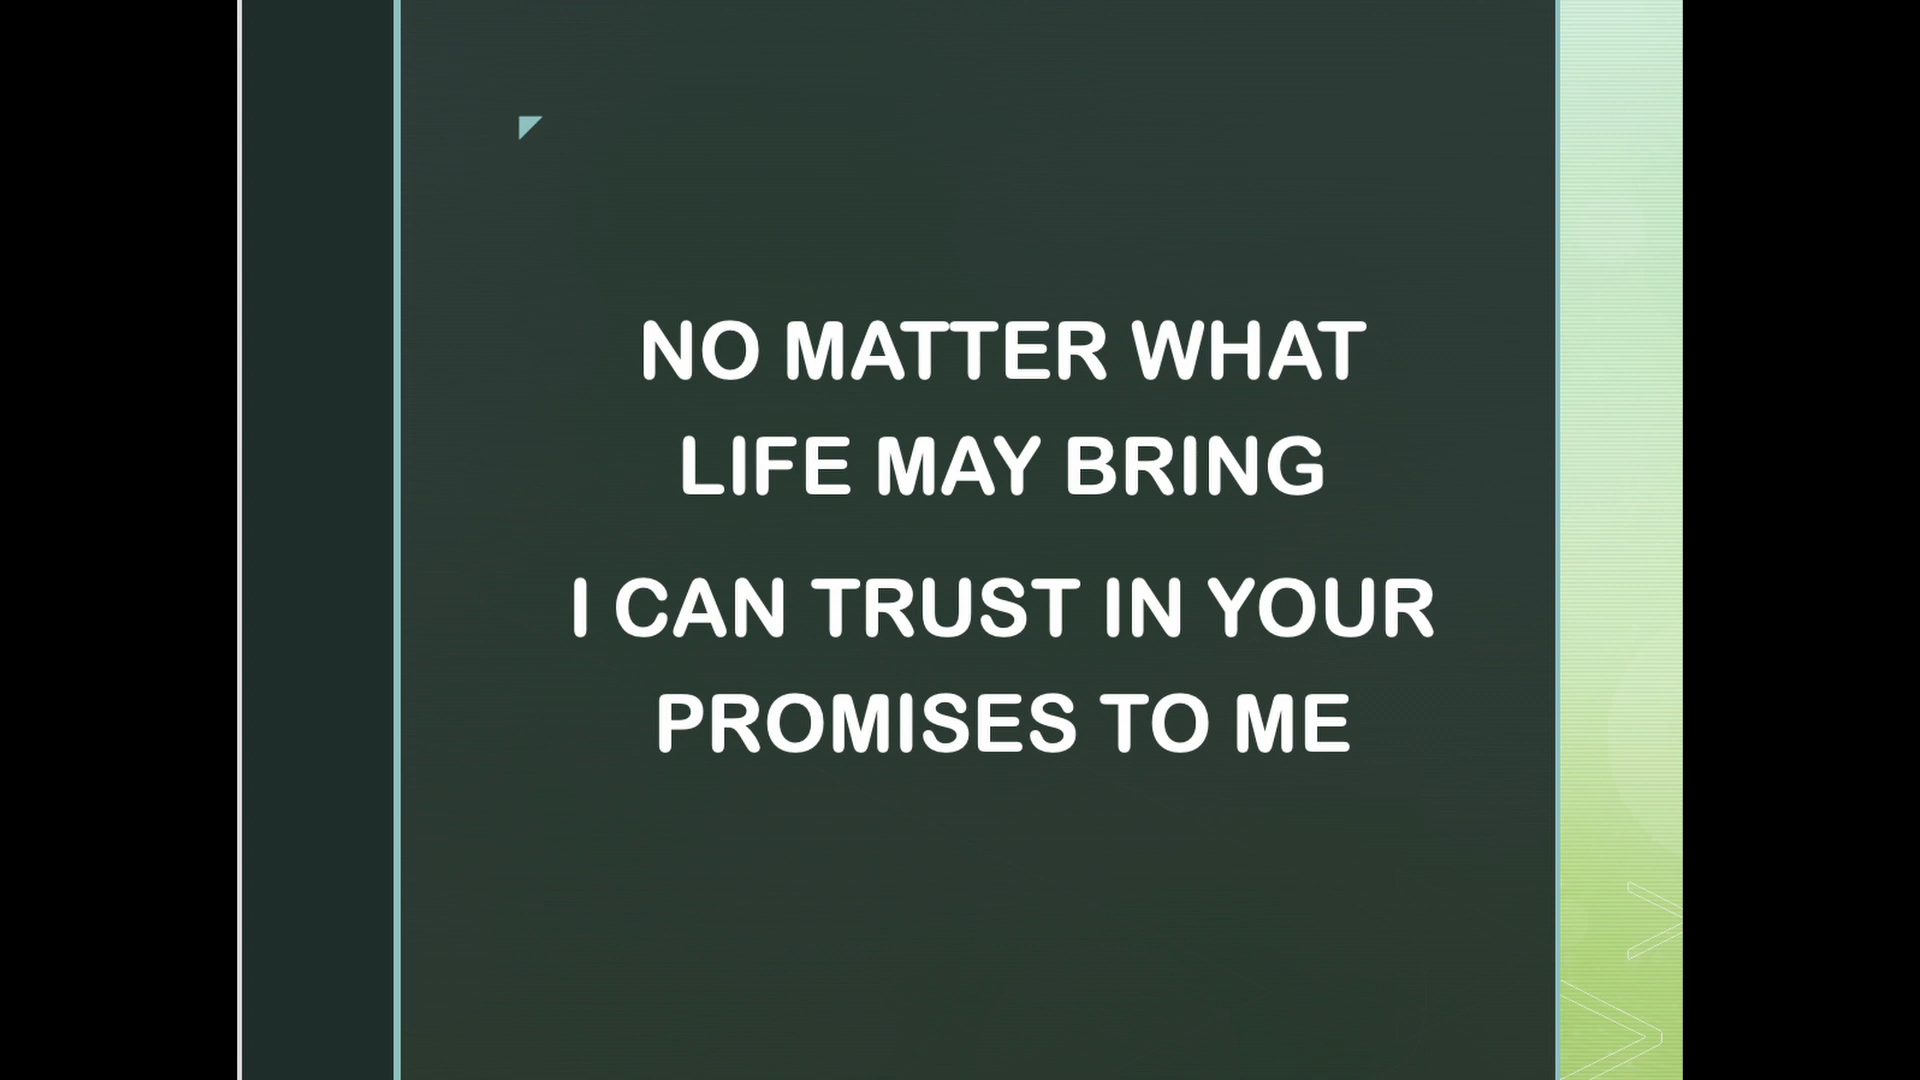 NO MATTER WHAT
LIFE MAY BRING
I CAN TRUST IN YOUR
PROMISES TO ME